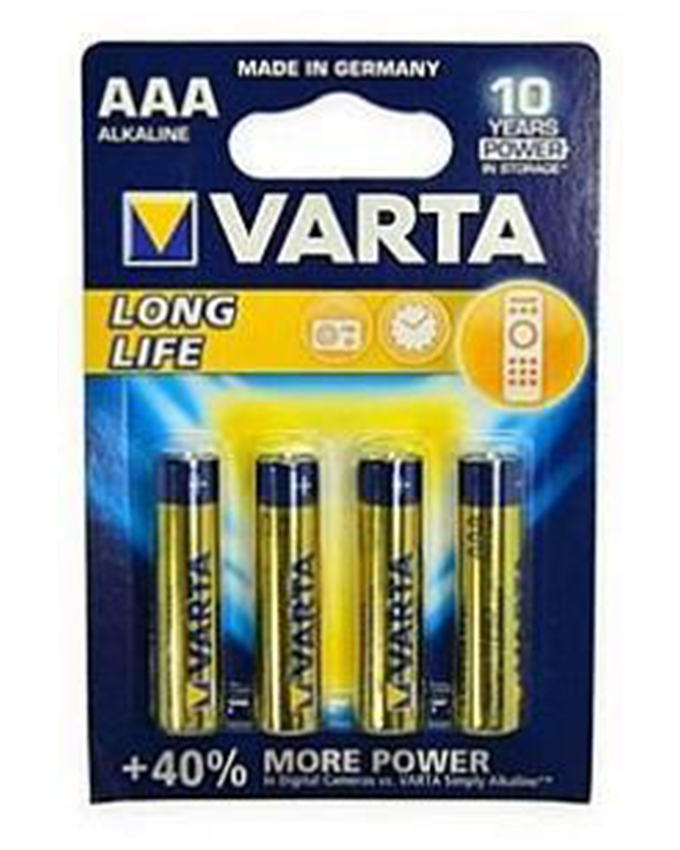 MADE IN GERMANY
AAA
ALKALINE
10
YEARS
POWER
IN STORAGE*
VARTA
LONG
LIFE
VARTA
VARTA
VARTA
AAA
+40% MORE POWER
in Digital Cameras vs. VARTA Simply Alkaline**